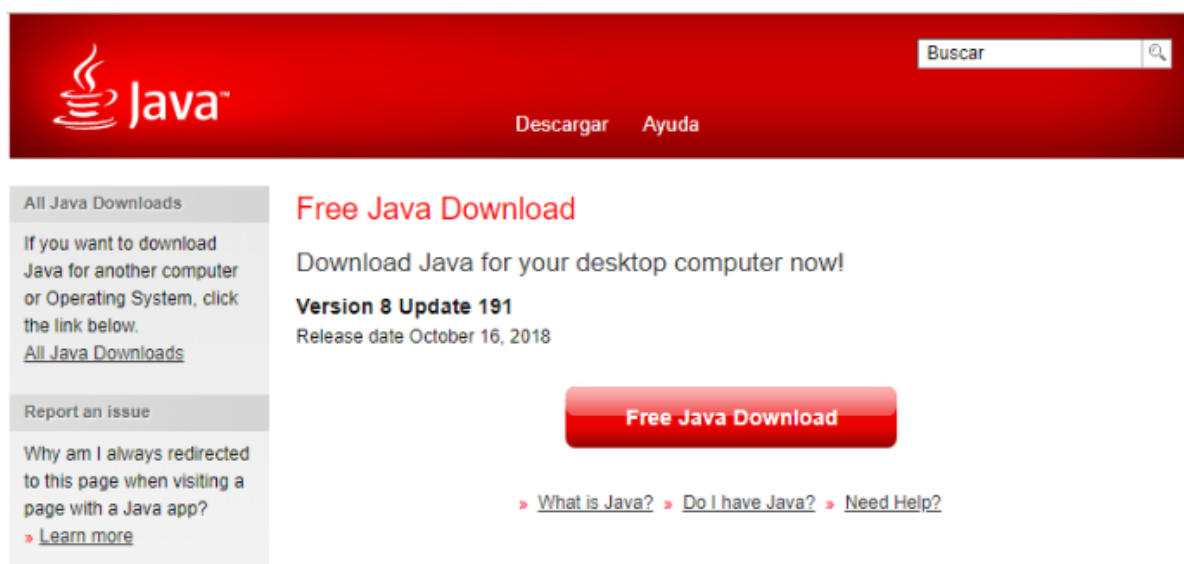 Java™
Buscar
Descargar Ayuda
All Java Downloads
If you want to download
Java for another computer
or Operating System, click
the link below.
All Java Downloads
Report an issue
Why am I always redirected
to this page when visiting a
page with a Java app?
» Learn more
Free Java Download
Download Java for your desktop computer now!
Version 8 Update 191
Release date October 16, 2018
Free Java Download
» What is Java? » Do I have Java? » Need Help?